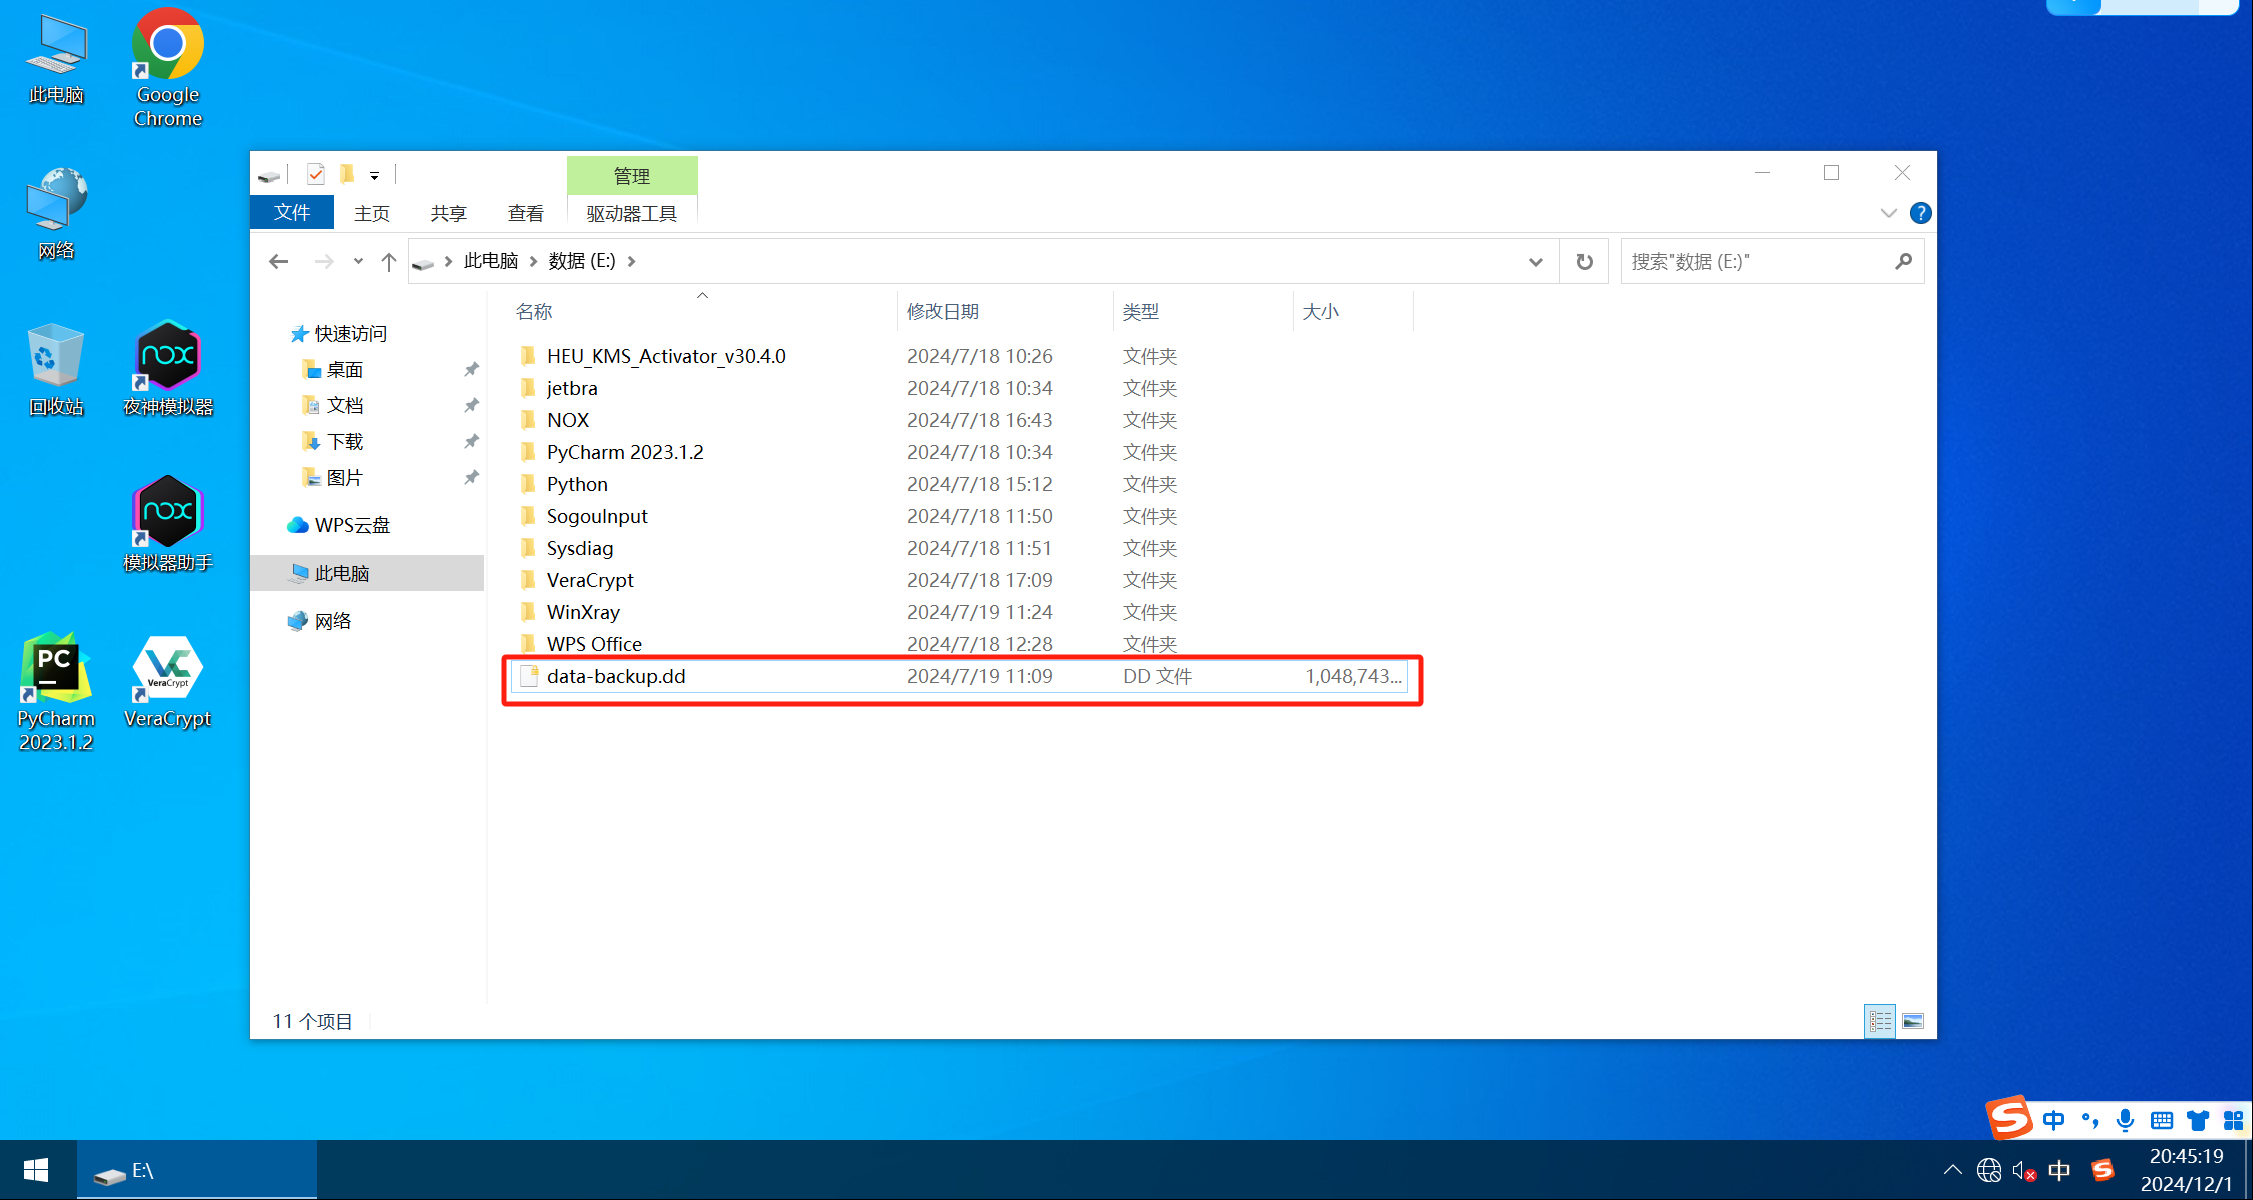 此电脑
Google
Chrome
网络
回收站
夜神模拟器
模拟器助手
PyCharm
2023.1.2
VeraCrypt
管理
文件
主页
共享
查看
驱动器工具
此电脑
数据 (E:)
搜索"数据 (E:)"
名称
修改日期
类型
大小
快速访问
桌面
文档
下载
图片
WPS云盘
此电脑
网络
HEU_KMS_Activator_v30.4.0 2024/7/18 10:26 文件夹
jetbra 2024/7/18 10:34 文件夹
NOX 2024/7/18 16:43 文件夹
PyCharm 2023.1.2 2024/7/18 10:34 文件夹
Python 2024/7/18 15:12 文件夹
SogouInput 2024/7/18 11:50 文件夹
Sysdiag 2024/7/18 11:51 文件夹
VeraCrypt 2024/7/18 17:09 文件夹
WinXray 2024/7/19 11:24 文件夹
WPS Office 2024/7/18 12:28 文件夹
data-backup.dd 2024/7/19 11:09 DD 文件 1,048,743...
11 个项目
中
E:\
中
20:45:19
2024/12/1